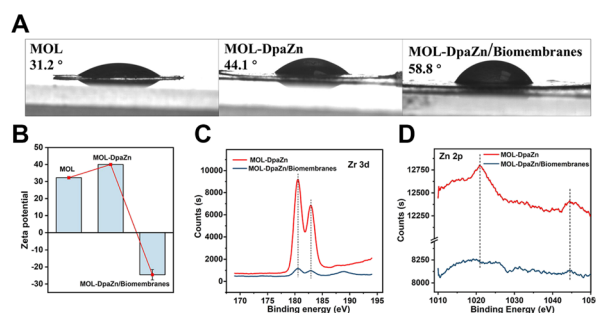 A
MOL
31.2 °
MOL-DpaZn
44.1 °
MOL-DpaZn/Biomembranes
58.8 °
B
Zeta potential
50
40
30
20
10
0
-10
-20
-30
MOL
MOL-DpaZn
MOL-DpaZn/Biomembranes
C
Zr 3d
MOL-DpaZn
MOL-DpaZn/Biomembranes
Counts (s)
10000
8000
6000
4000
2000
0
170
175
180
185
190
195
Binding energy (eV)
D
Zn 2p
MOL-DpaZn
MOL-DpaZn/Biomembranes
Counts (s)
12750
12500
12250
8250
8000
1010
1020
1030
1040
105
Binding energy (eV)